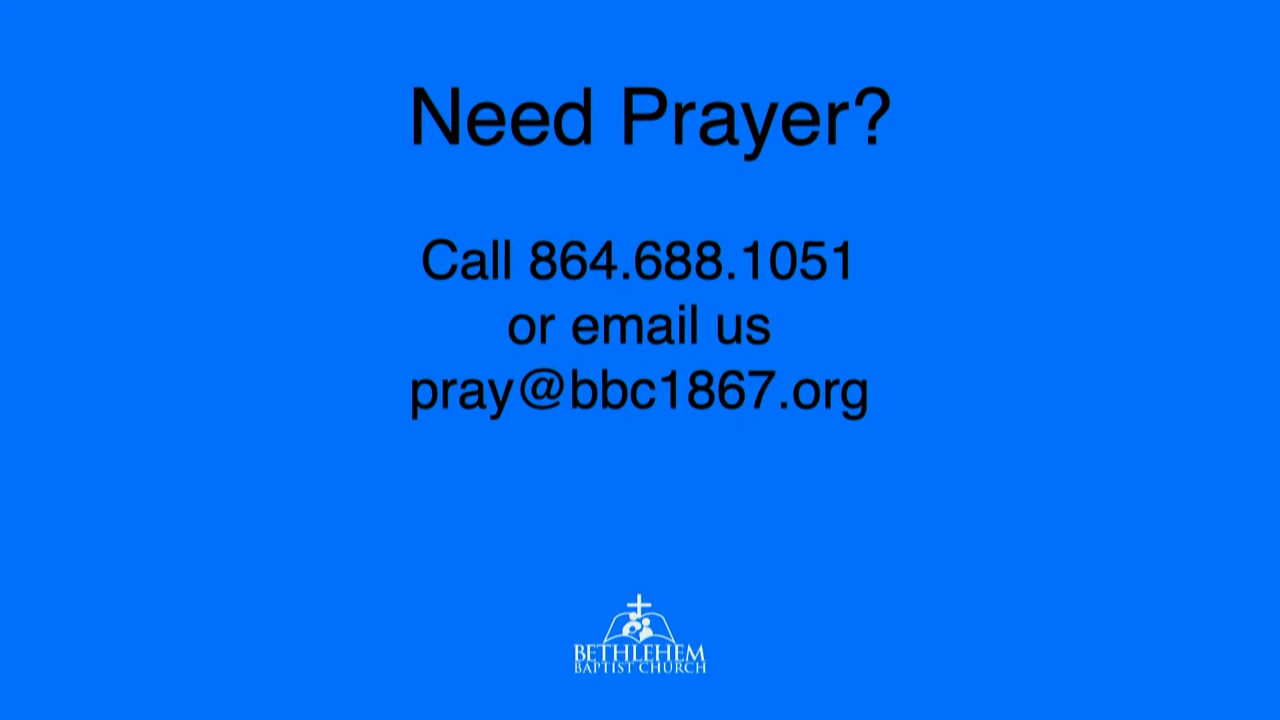 Need Prayer?
Call 864.688.1051
or email us
pray@bbc1867.org
BETHLEHEM
BAPTIST CHURCH